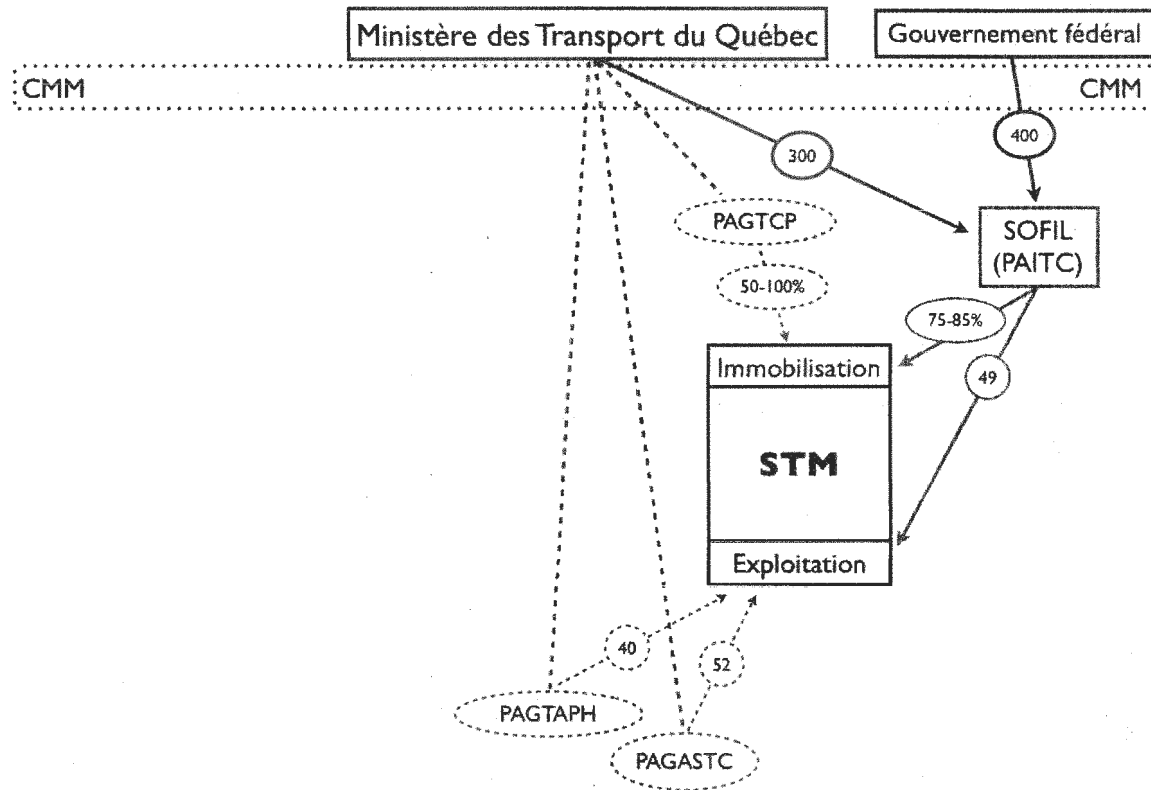 Ministère des Transport du Québec
Gouvernement fédéral
CMM
CMM
400
300
PAGTCP
SOFIL
(PAITC)
50-100%
75-85%
Immobilisation
49
STM
Exploitation
40
52
PAGTAPH
PAGASTC